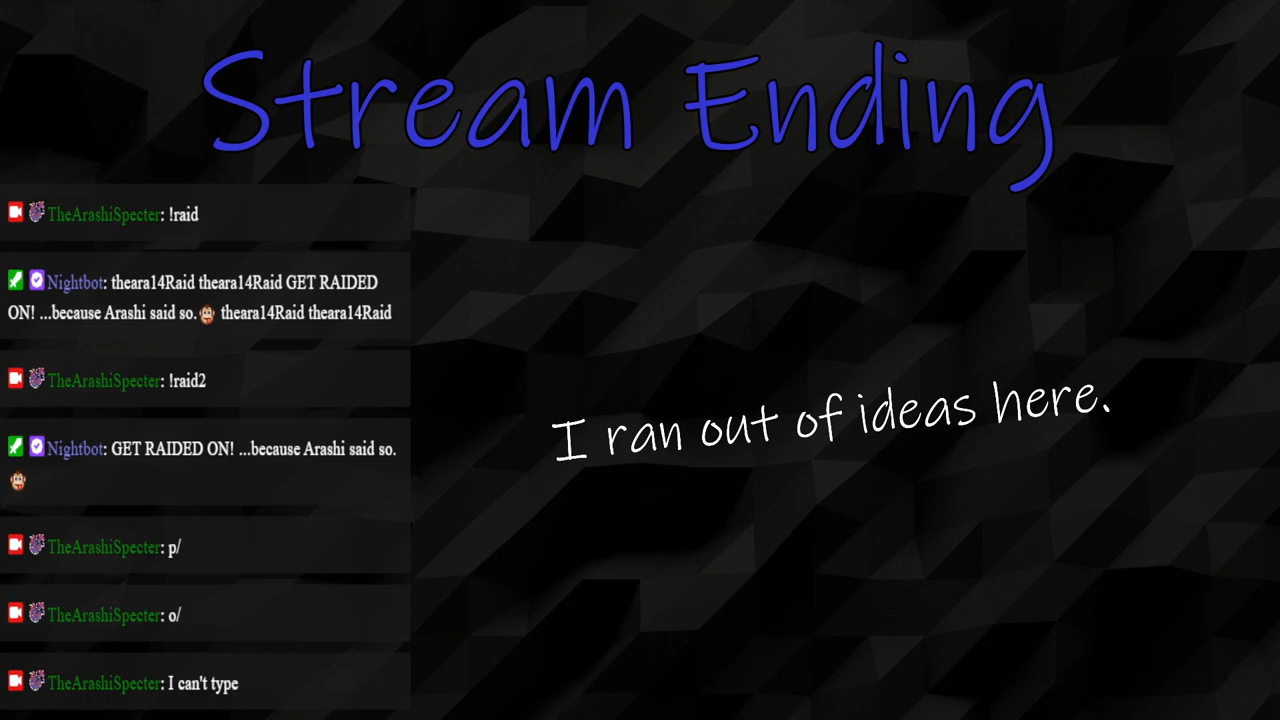 Stream Ending
TheArashiSpecter: !raid
Nightbot: theara14Raid theara14Raid GET RAIDED
ON! ...because Arashi said so. theara14Raid theara14Raid
TheArashiSpecter: !raid2
Nightbot: GET RAIDED ON! ...because Arashi said so.
TheArashiSpecter: p/
TheArashiSpecter: o/
TheArashiSpecter: I can't type
I ran out of ideas here.